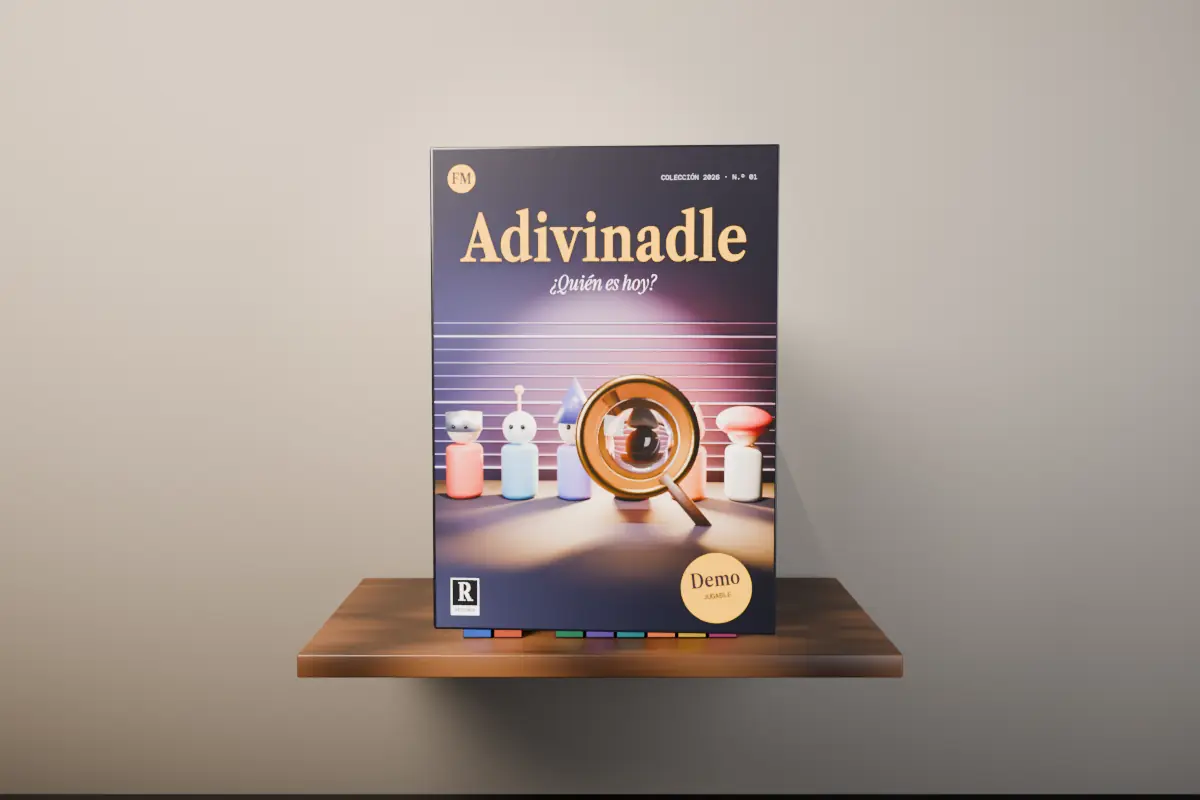 FM
COLECCIÓN 2026 · N.º 01
Adivinadle
¿Quién es hoy?
R
Demo
JUGABLE